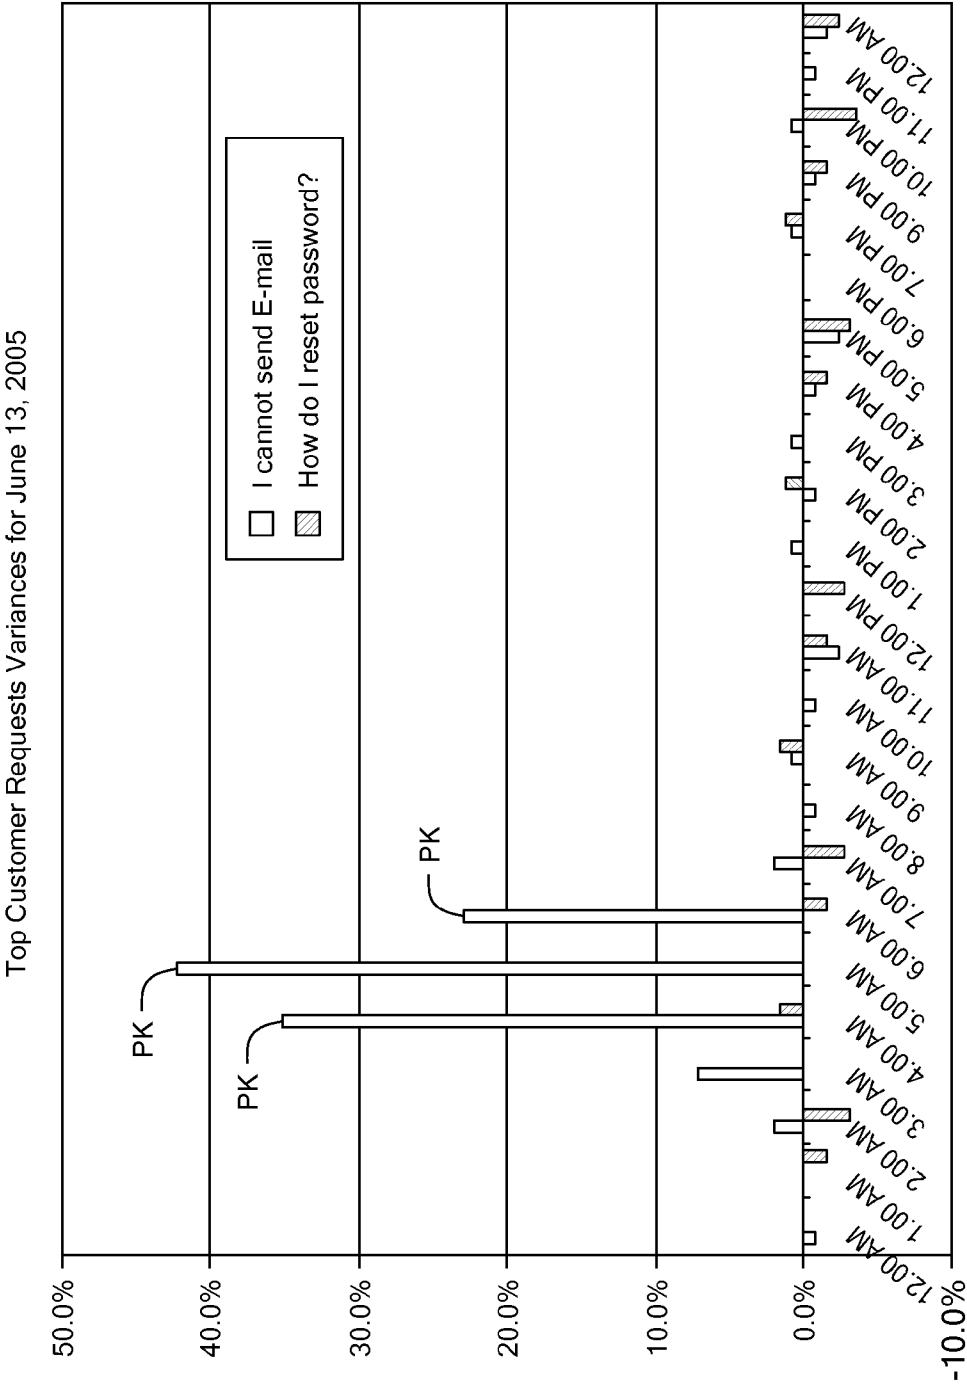 Top Customer Requests Variances for June 13, 2005
50.0%
40.0%
30.0%
20.0%
10.0%
0.0%
-10.0%
PK
PK
PK
I cannot send E-mail
How do I reset password?
12.00 AM
1.00 AM
2.00 AM
3.00 AM
4.00 AM
5.00 AM
6.00 AM
7.00 AM
8.00 AM
9.00 AM
10.00 AM
11.00 AM
12.00 PM
1.00 PM
2.00 PM
3.00 PM
4.00 PM
5.00 PM
6.00 PM
7.00 PM
9.00 PM
10.00 PM
11.00 PM
12.00 AM